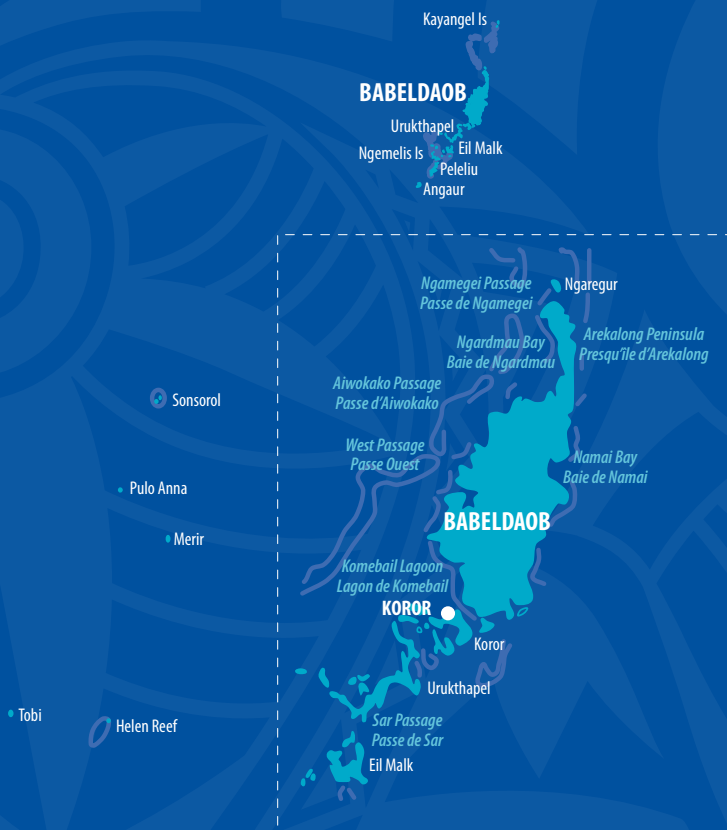 Kayangel Is
BABELDAOB
Urukthapel
Ngemelis Is
Eil Malk
Peleliu
Angaur
Ngamegei Passage
Passe de Ngamegei
Ngaregur
Ngardmau Bay
Baie de Ngardmau
Arekalong Peninsula
Presqu'île d'Arekalong
Aiwokako Passage
Passe d'Aiwokako
Sonsorol
West Passage
Passe Ouest
Namai Bay
Baie de Namai
Pulo Anna
BABELDAOB
Merir
Komebail Lagoon
Lagon de Komebail
KOROR
Koror
Urukthapel
Tobi
Helen Reef
Sar Passage
Passe de Sar
Eil Malk